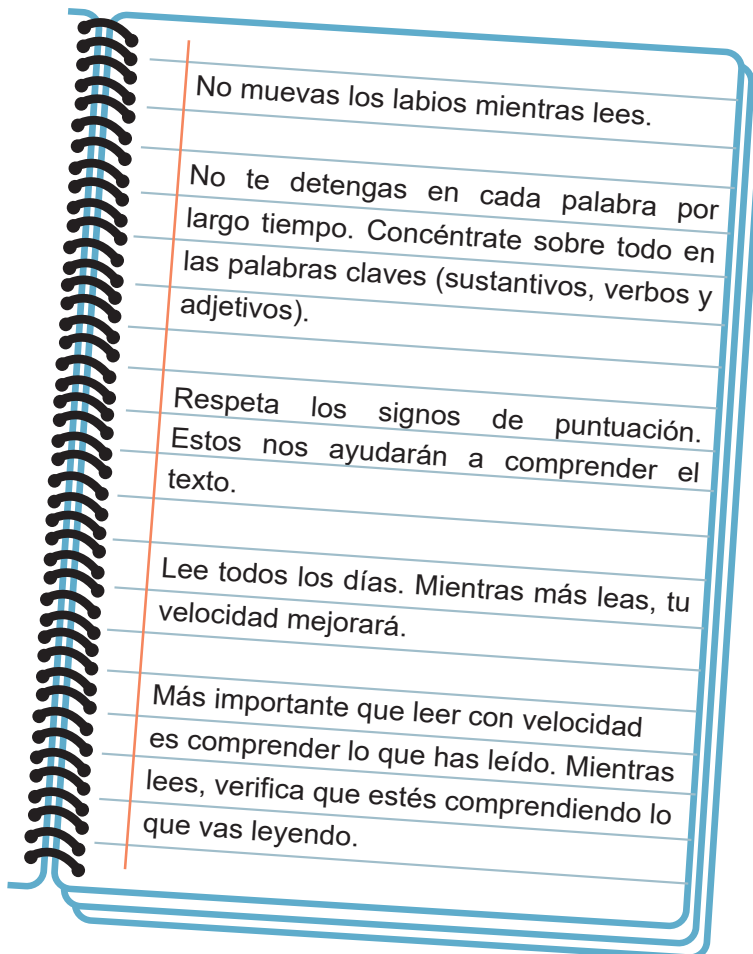 No muevas los labios mientras lees.
No te detengas en cada palabra por
largo tiempo. Concéntrate sobre todo en
las palabras claves (sustantivos, verbos y
adjetivos).
Respeta los signos de puntuación.
Estos nos ayudarán a comprender el
texto.
Lee todos los días. Mientras más leas, tu
velocidad mejorará.
Más importante que leer con velocidad
es comprender lo que has leído. Mientras
lees, verifica que estés comprendiendo lo
que vas leyendo.